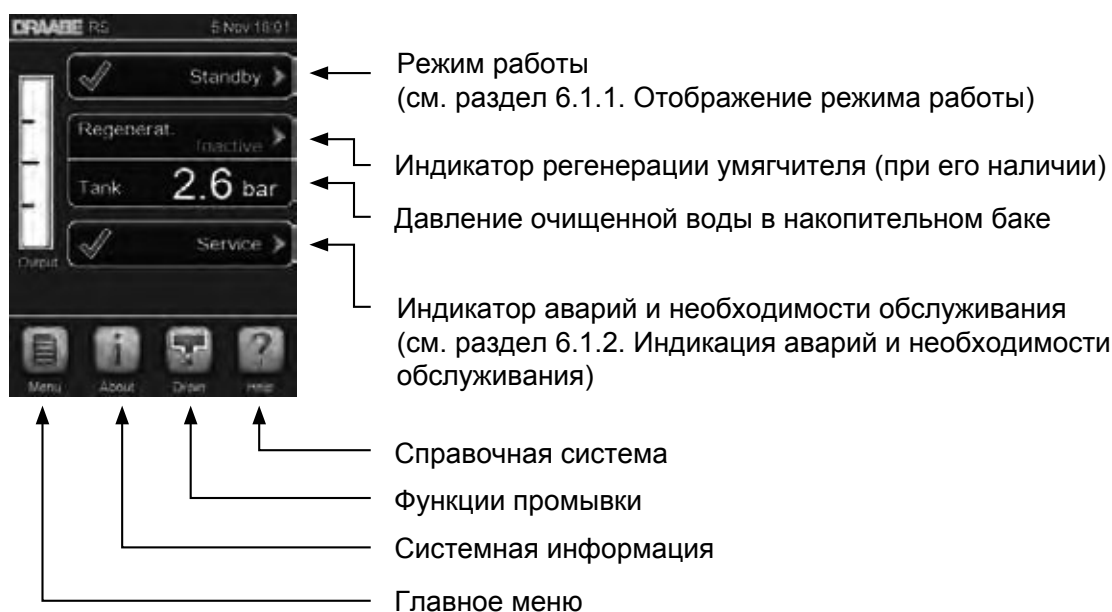 DRAABE RS 5 Nov 16:01
Standby
Regenerat.
Inactive
Tank 2.6 bar
Service
Output
Menu About Drain Help
Режим работы
(см. раздел 6.1.1. Отображение режима работы)
Индикатор регенерации умягчителя (при его наличии)
Давление очищенной воды в накопительном баке
Индикатор аварий и необходимости обслуживания
(см. раздел 6.1.2. Индикация аварий и необходимости
обслуживания)
Справочная система
Функции промывки
Системная информация
Главное меню